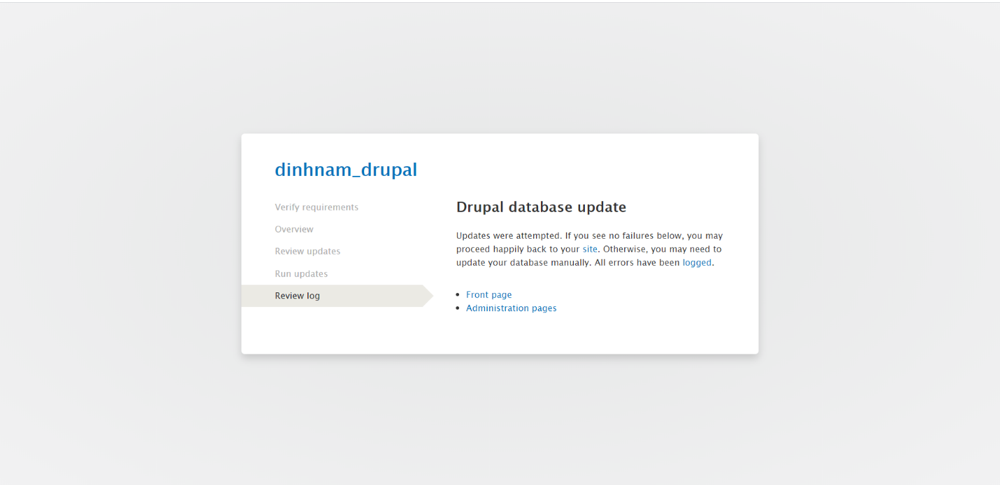 dinhnam_drupal
Verify requirements
Overview
Review updates
Run updates
Review log
Drupal database update
Updates were attempted. If you see no failures below, you may
proceed happily back to your site. Otherwise, you may need to
update your database manually. All errors have been logged.
Front page
Administration pages